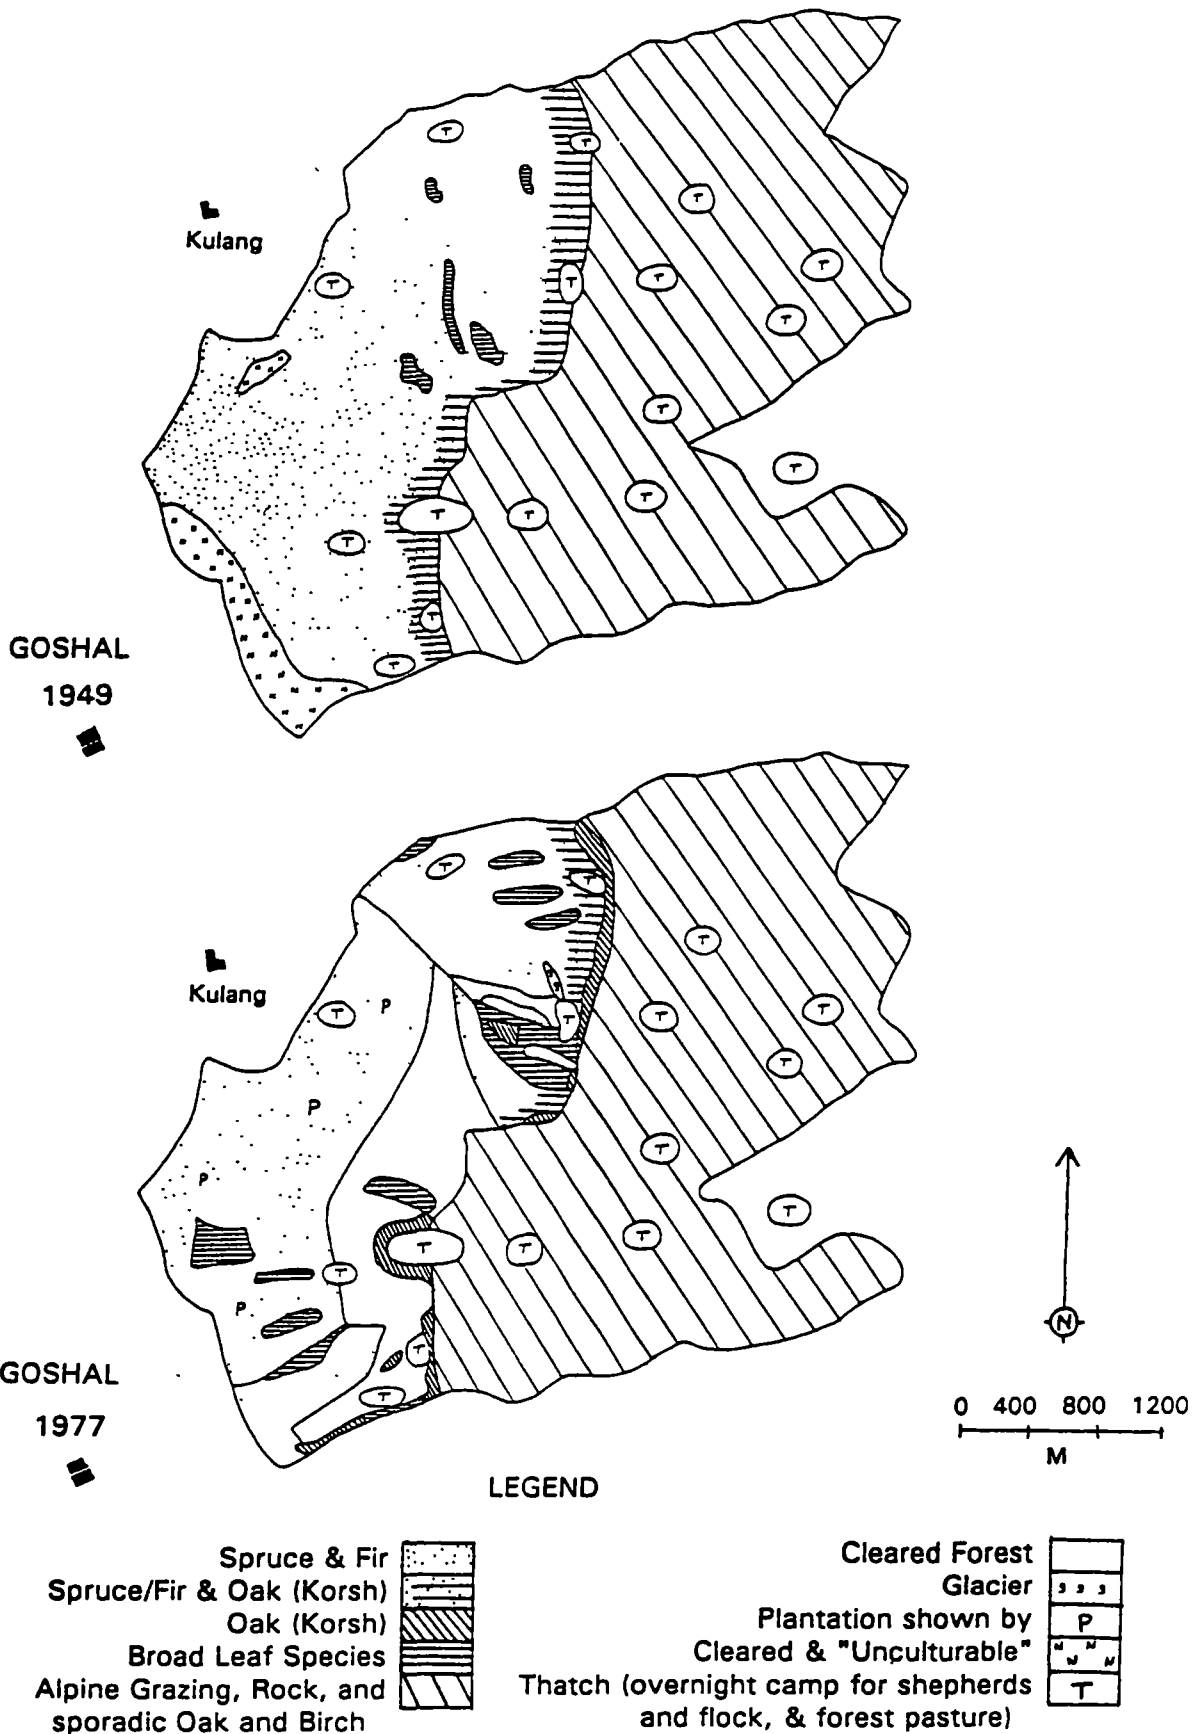 T
T
T
Kulang
T
T
T
T
T
T
T
T
T
T
T
T
T
T
GOSHAL
1949
T
T
T
Kulang
P
T
T
T
T
T
P
T
P
T
T
T
T
T
P
T
T
N
GOSHAL
1977
0 400 800 1200
M
LEGEND
Spruce & Fir
Spruce/Fir & Oak (Korsh)
Oak (Korsh)
Broad Leaf Species
Alpine Grazing, Rock, and
sporadic Oak and Birch
Cleared Forest
Glacier
Plantation shown by P
Cleared & "Unculturable"
Thatch (overnight camp for shepherds
and flock, & forest pasture) T